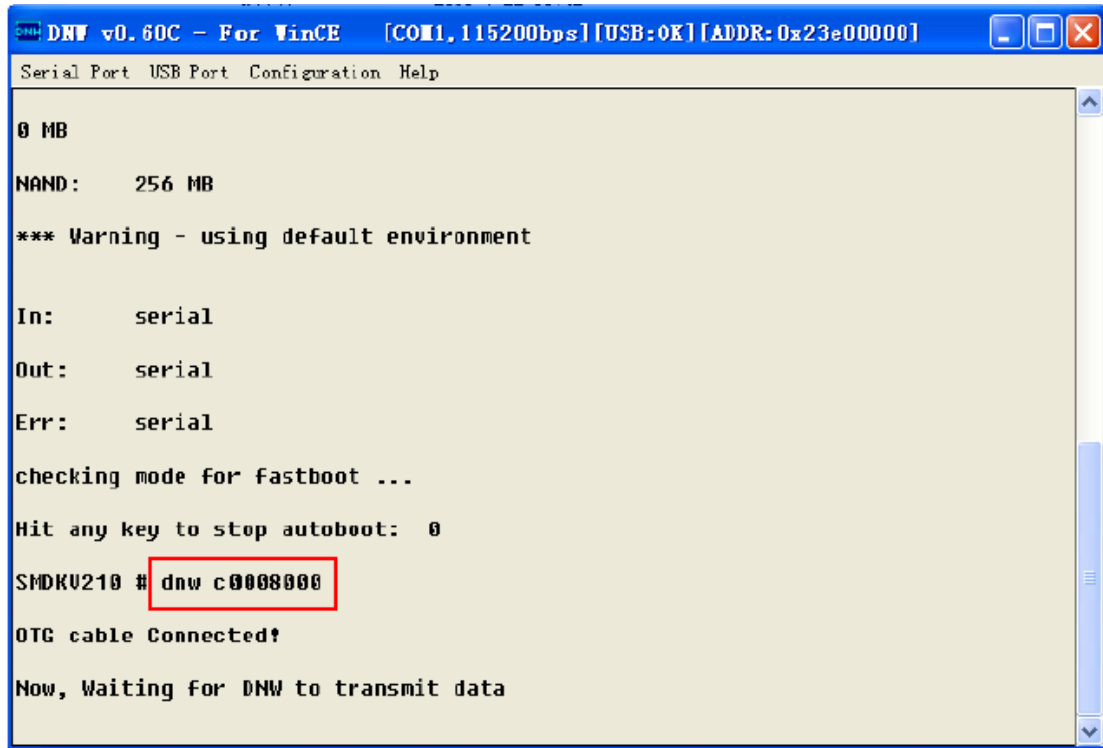 DNW v0.60C - For WinCE [COM1,115200bps][USB:OK][ADDR:0x23e00000]
Serial Port USB Port Configuration Help
0 MB
NAND: 256 MB
*** Warning - using default environment
In: serial
Out: serial
Err: serial
checking mode for fastboot ...
Hit any key to stop autoboot: 0
SMDKV210 # dnw c0008000
OTG cable Connected!
Now, Waiting for DNW to transmit data